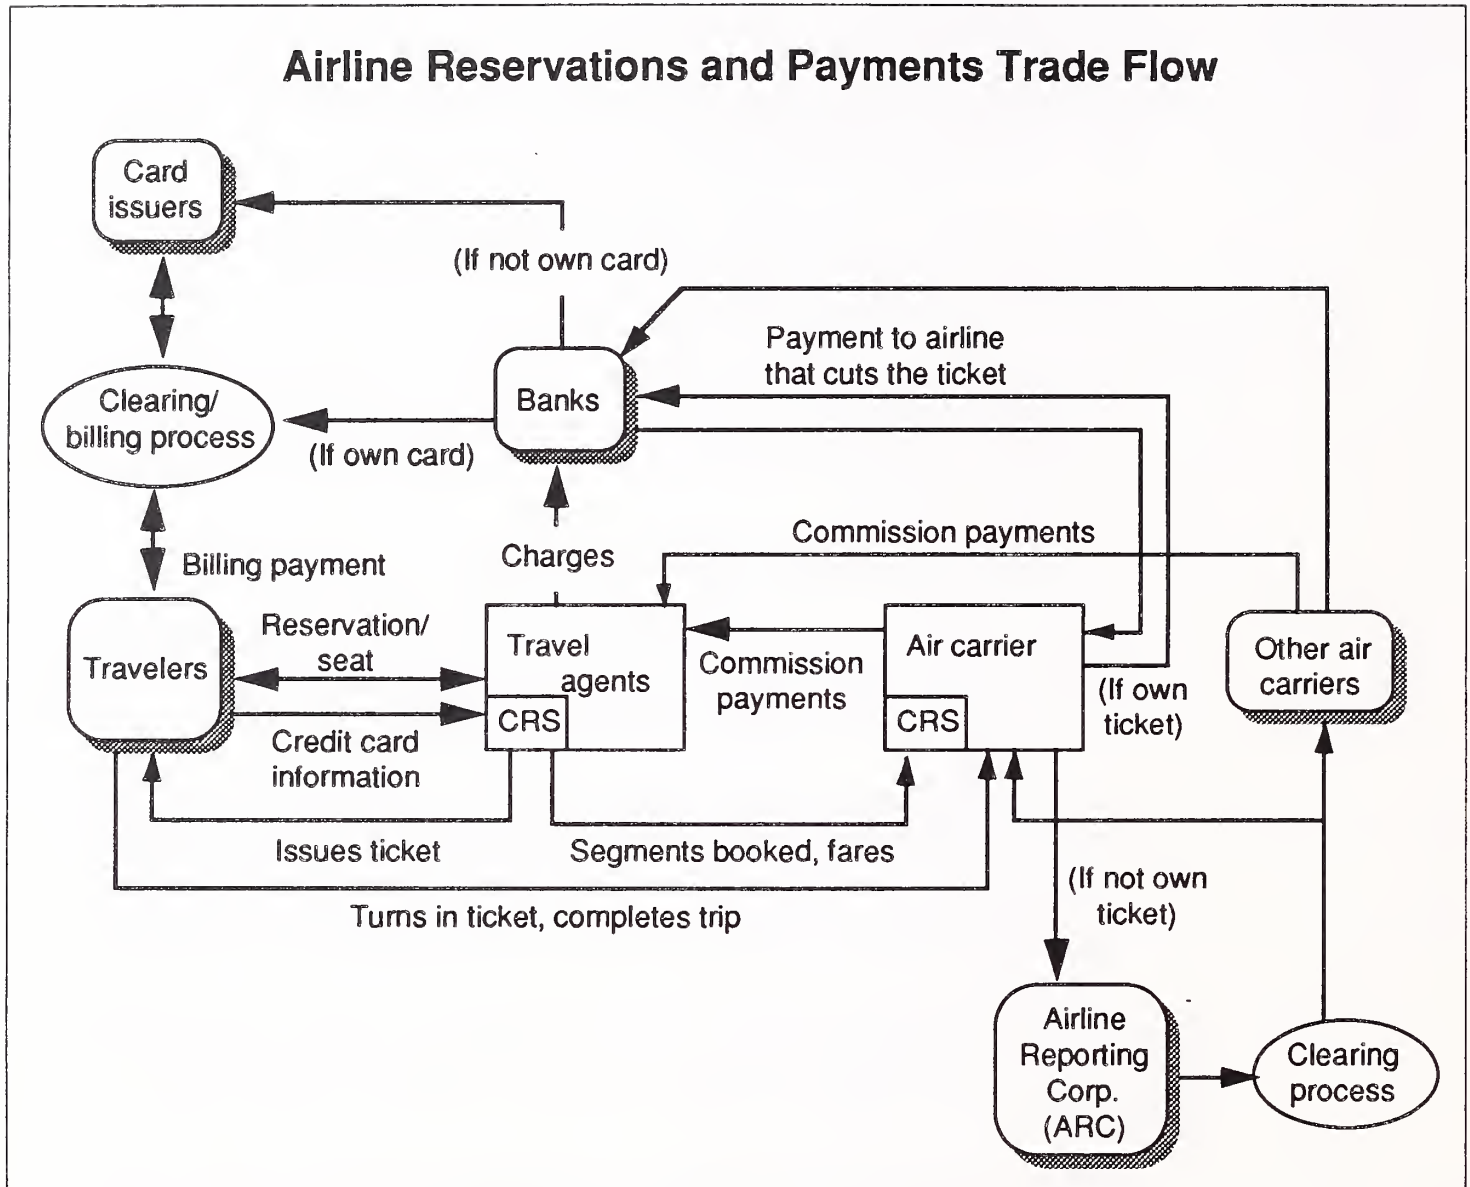 Airline Reservations and Payments Trade Flow
Card
issuers
(If not own card)
Payment to airline
that cuts the ticket
Banks
Clearing/
billing process
(If own card)
Commission payments
Charges
Billing payment
Reservation/
seat
Travelers
Travel
agents
CRS
Commission
payments
Air carrier
CRS
(If own
ticket)
Other air
carriers
Credit card
information
Issues ticket
Segments booked, fares
(If not own
ticket)
Turns in ticket, completes trip
Airline
Reporting
Corp.
(ARC)
Clearing
process